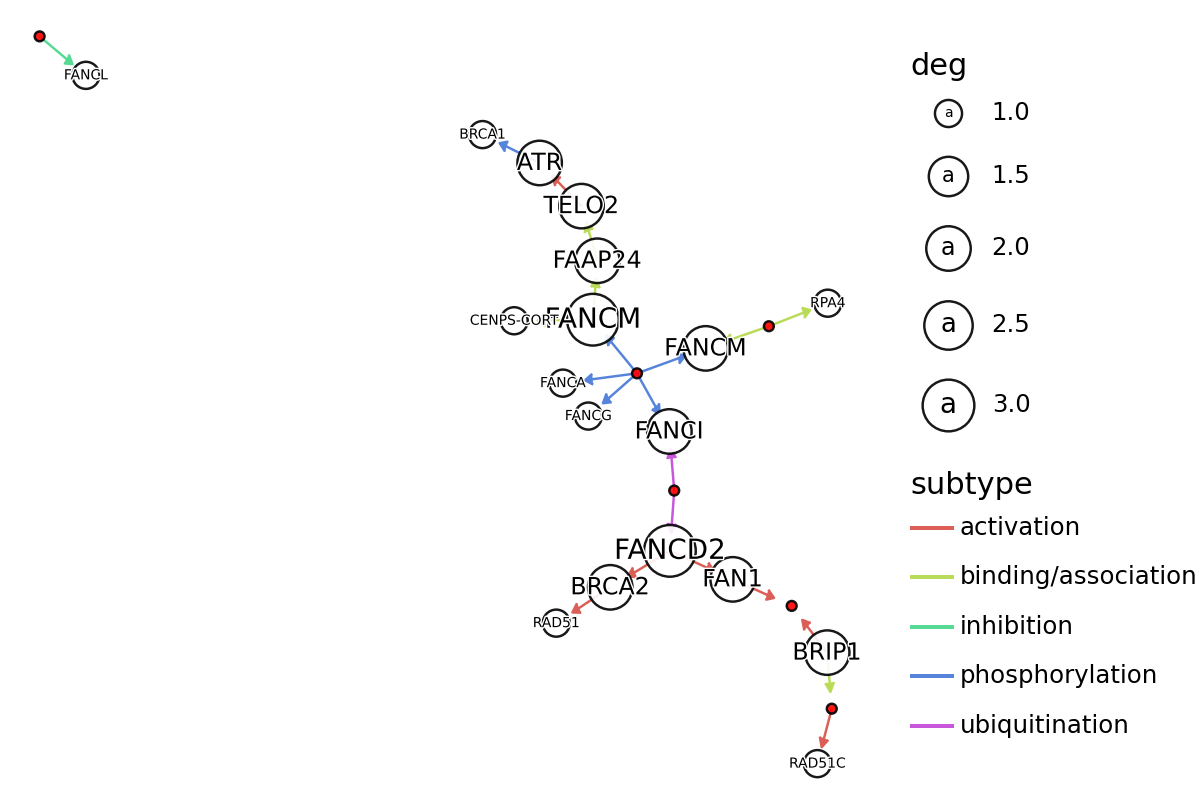 FANCL
BRCA1
ATR
TELO2
FAAP24
CENPS-CORT
FANCM
RPA4
FANCM
FANCA
FANCG
FANCI
FANCD2
BRCA2
FAN1
RAD51
BRIP1
RAD51C
deg
a 1.0
a 1.5
a 2.0
a 2.5
a 3.0
subtype
activation
binding/association
inhibition
phosphorylation
ubiquitination